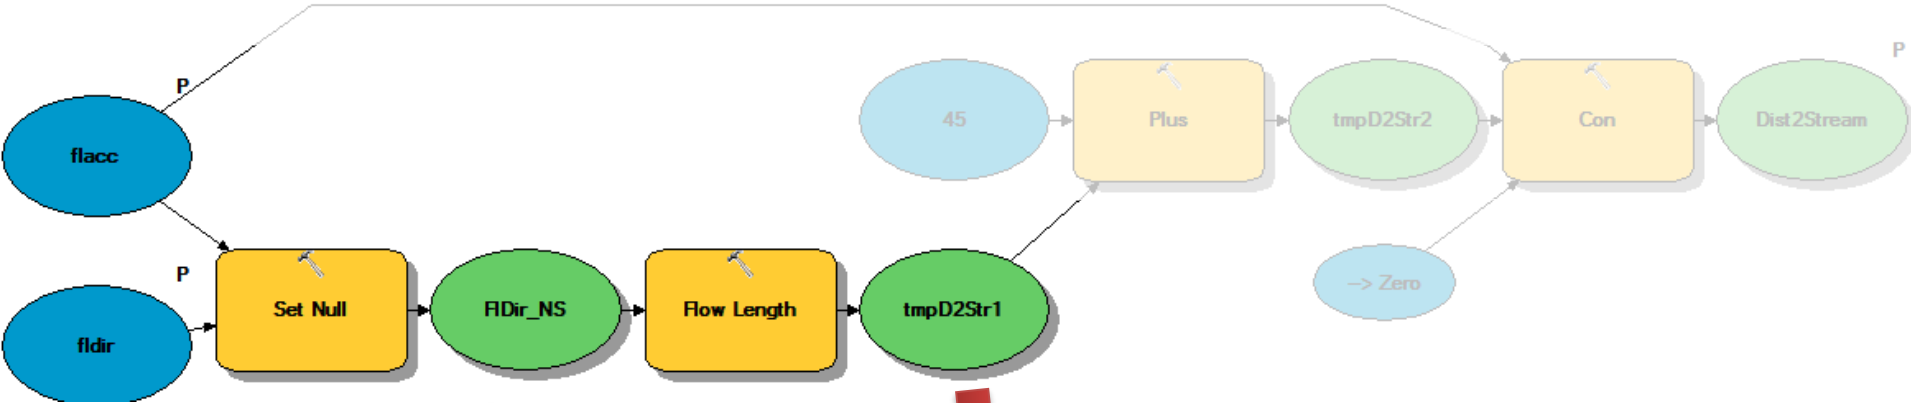 P
P
flacc
45
Plus
tmpD2Str2
Con
Dist2Stream
P
fldir
Set Null
FlDir_NS
Flow Length
tmpD2Str1
--> Zero